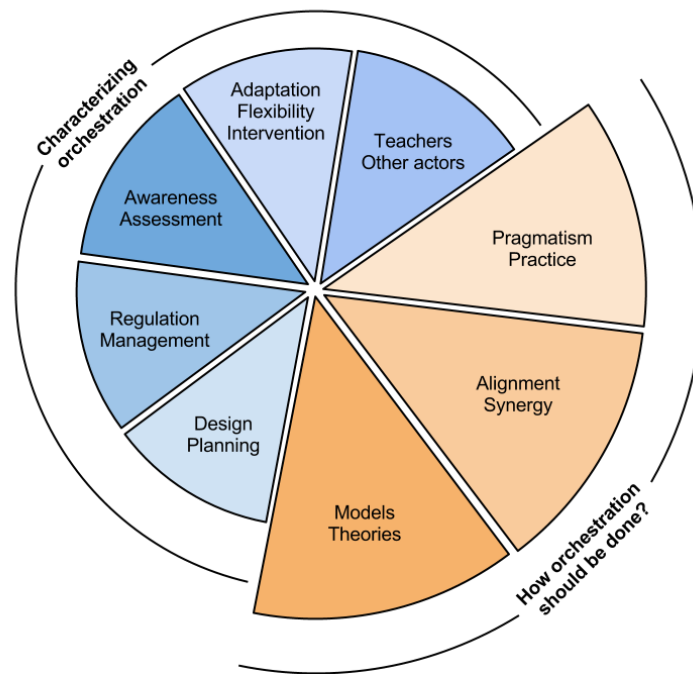 Characterizing
orchestration
Adaptation
Flexibility
Intervention
Teachers
Other actors
Awareness
Assessment
Pragmatism
Practice
Regulation
Management
Alignment
Synergy
Design
Planning
Models
Theories
How orchestration
should be done?